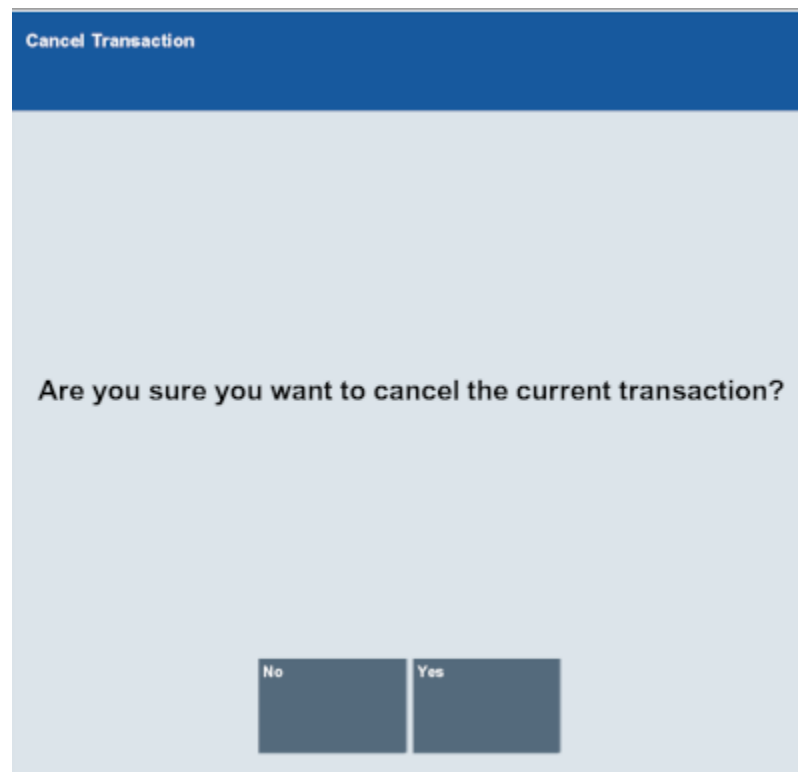 Cancel Transaction
Are you sure you want to cancel the current transaction?
No
Yes